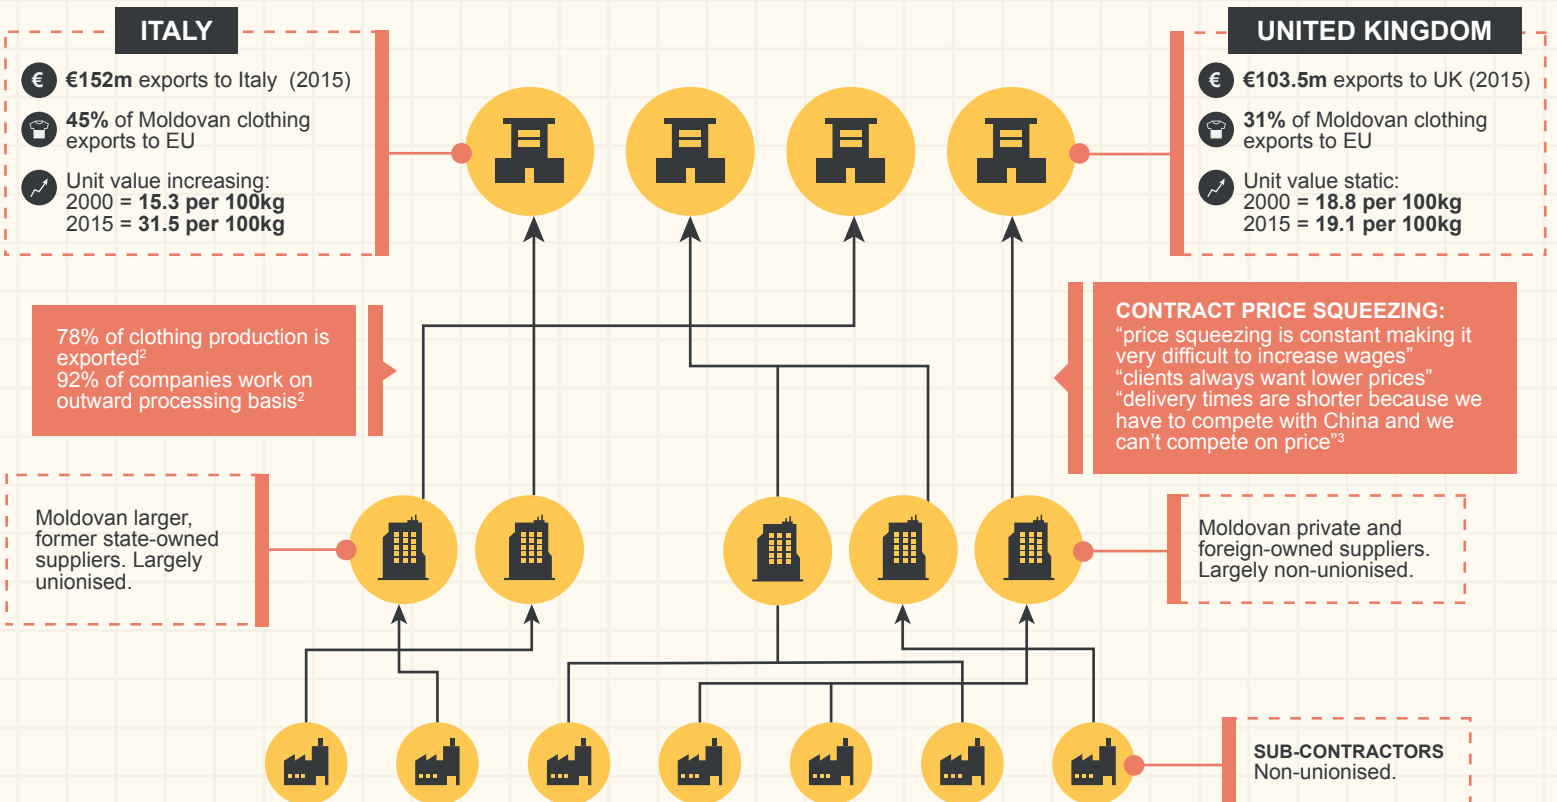 ITALY
€
€152m exports to Italy (2015)
45% of Moldovan clothing
exports to EU
Unit value increasing:
2000 = 15.3 per 100kg
2015 = 31.5 per 100kg
UNITED KINGDOM
€
€103.5m exports to UK (2015)
31% of Moldovan clothing
exports to EU
Unit value static:
2000 = 18.8 per 100kg
2015 = 19.1 per 100kg
78% of clothing production is
exported²
92% of companies work on
outward processing basis²
CONTRACT PRICE SQUEEZING:
“price squeezing is constant making it
very difficult to increase wages”
“clients always want lower prices”
“delivery times are shorter because we
have to compete with China and we
can’t compete on price”³
Moldovan larger,
former state-owned
suppliers. Largely
unionised.
Moldovan private and
foreign-owned suppliers.
Largely non-unionised.
SUB-CONTRACTORS
Non-unionised.